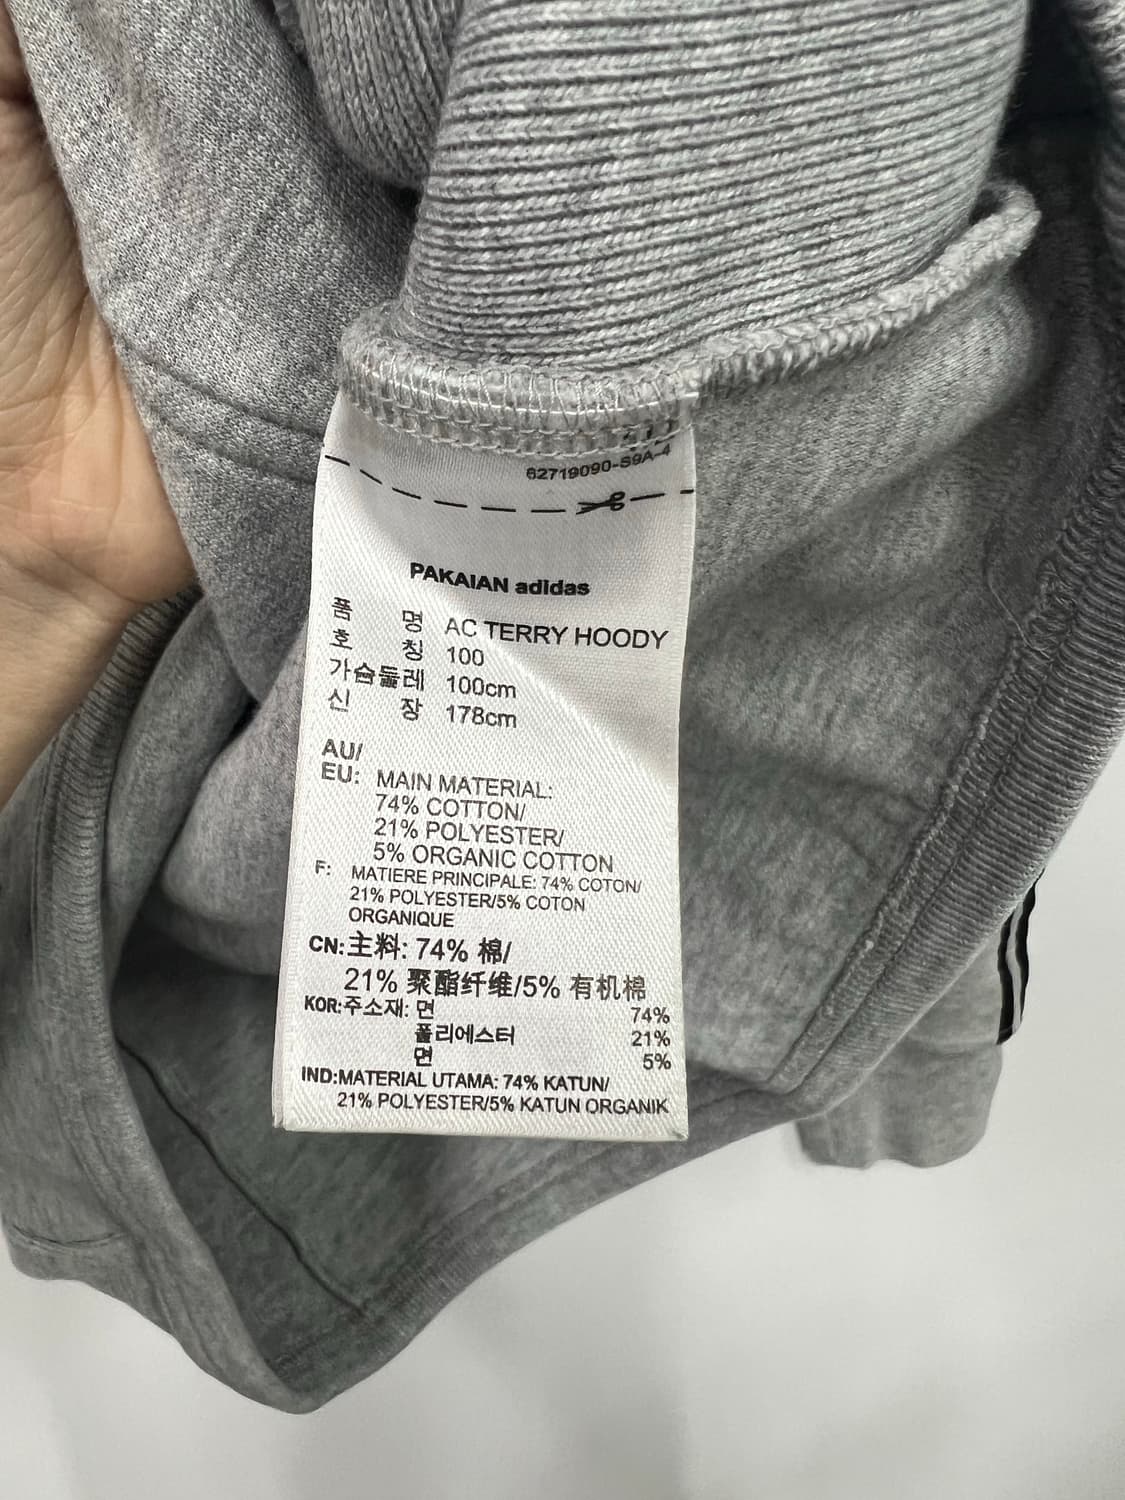 62719090-S9A-4
PAKAIAN adidas
품 명 AC TERRY HOODY
호 칭 100
가슴둘레 100cm
신 장 178cm
AU/
EU: MAIN MATERIAL:
74% COTTON/
21% POLYESTER/
5% ORGANIC COTTON
F: MATIERE PRINCIPALE: 74% COTON/
21% POLYESTER/5% COTON
ORGANIQUE
CN:主料: 74% 棉/
21% 聚酯纤维/5% 有机棉
KOR:주소재: 면 74%
폴리에스터 21%
면 5%
IND:MATERIAL UTAMA: 74% KATUN/
21% POLYESTER/5% KATUN ORGANIK